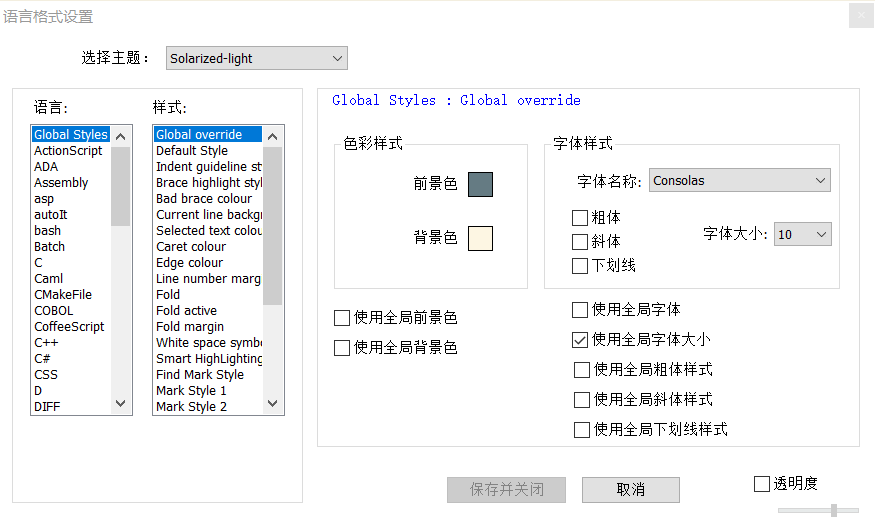 语言格式设置
选择主题：
Solarized-light
语言:
Global Styles
ActionScript
ADA
Assembly
asp
autoIt
bash
Batch
C
Caml
CMakeFile
COBOL
CoffeeScript
C++
C#
CSS
D
DIFF
样式:
Global override
Default Style
Indent guideline st
Brace highlight styl
Bad brace colour
Current line backgr
Selected text colou
Caret colour
Edge colour
Line number marg
Fold
Fold active
Fold margin
White space symbo
Smart HighLighting
Find Mark Style
Mark Style 1
Mark Style 2
Global Styles : Global override
色彩样式
前景色
背景色
字体样式
字体名称:
Consolas
粗体
斜体
下划线
字体大小:
10
使用全局前景色
使用全局背景色
使用全局字体
使用全局字体大小
使用全局粗体样式
使用全局斜体样式
使用全局下划线样式
保存并关闭
取消
透明度